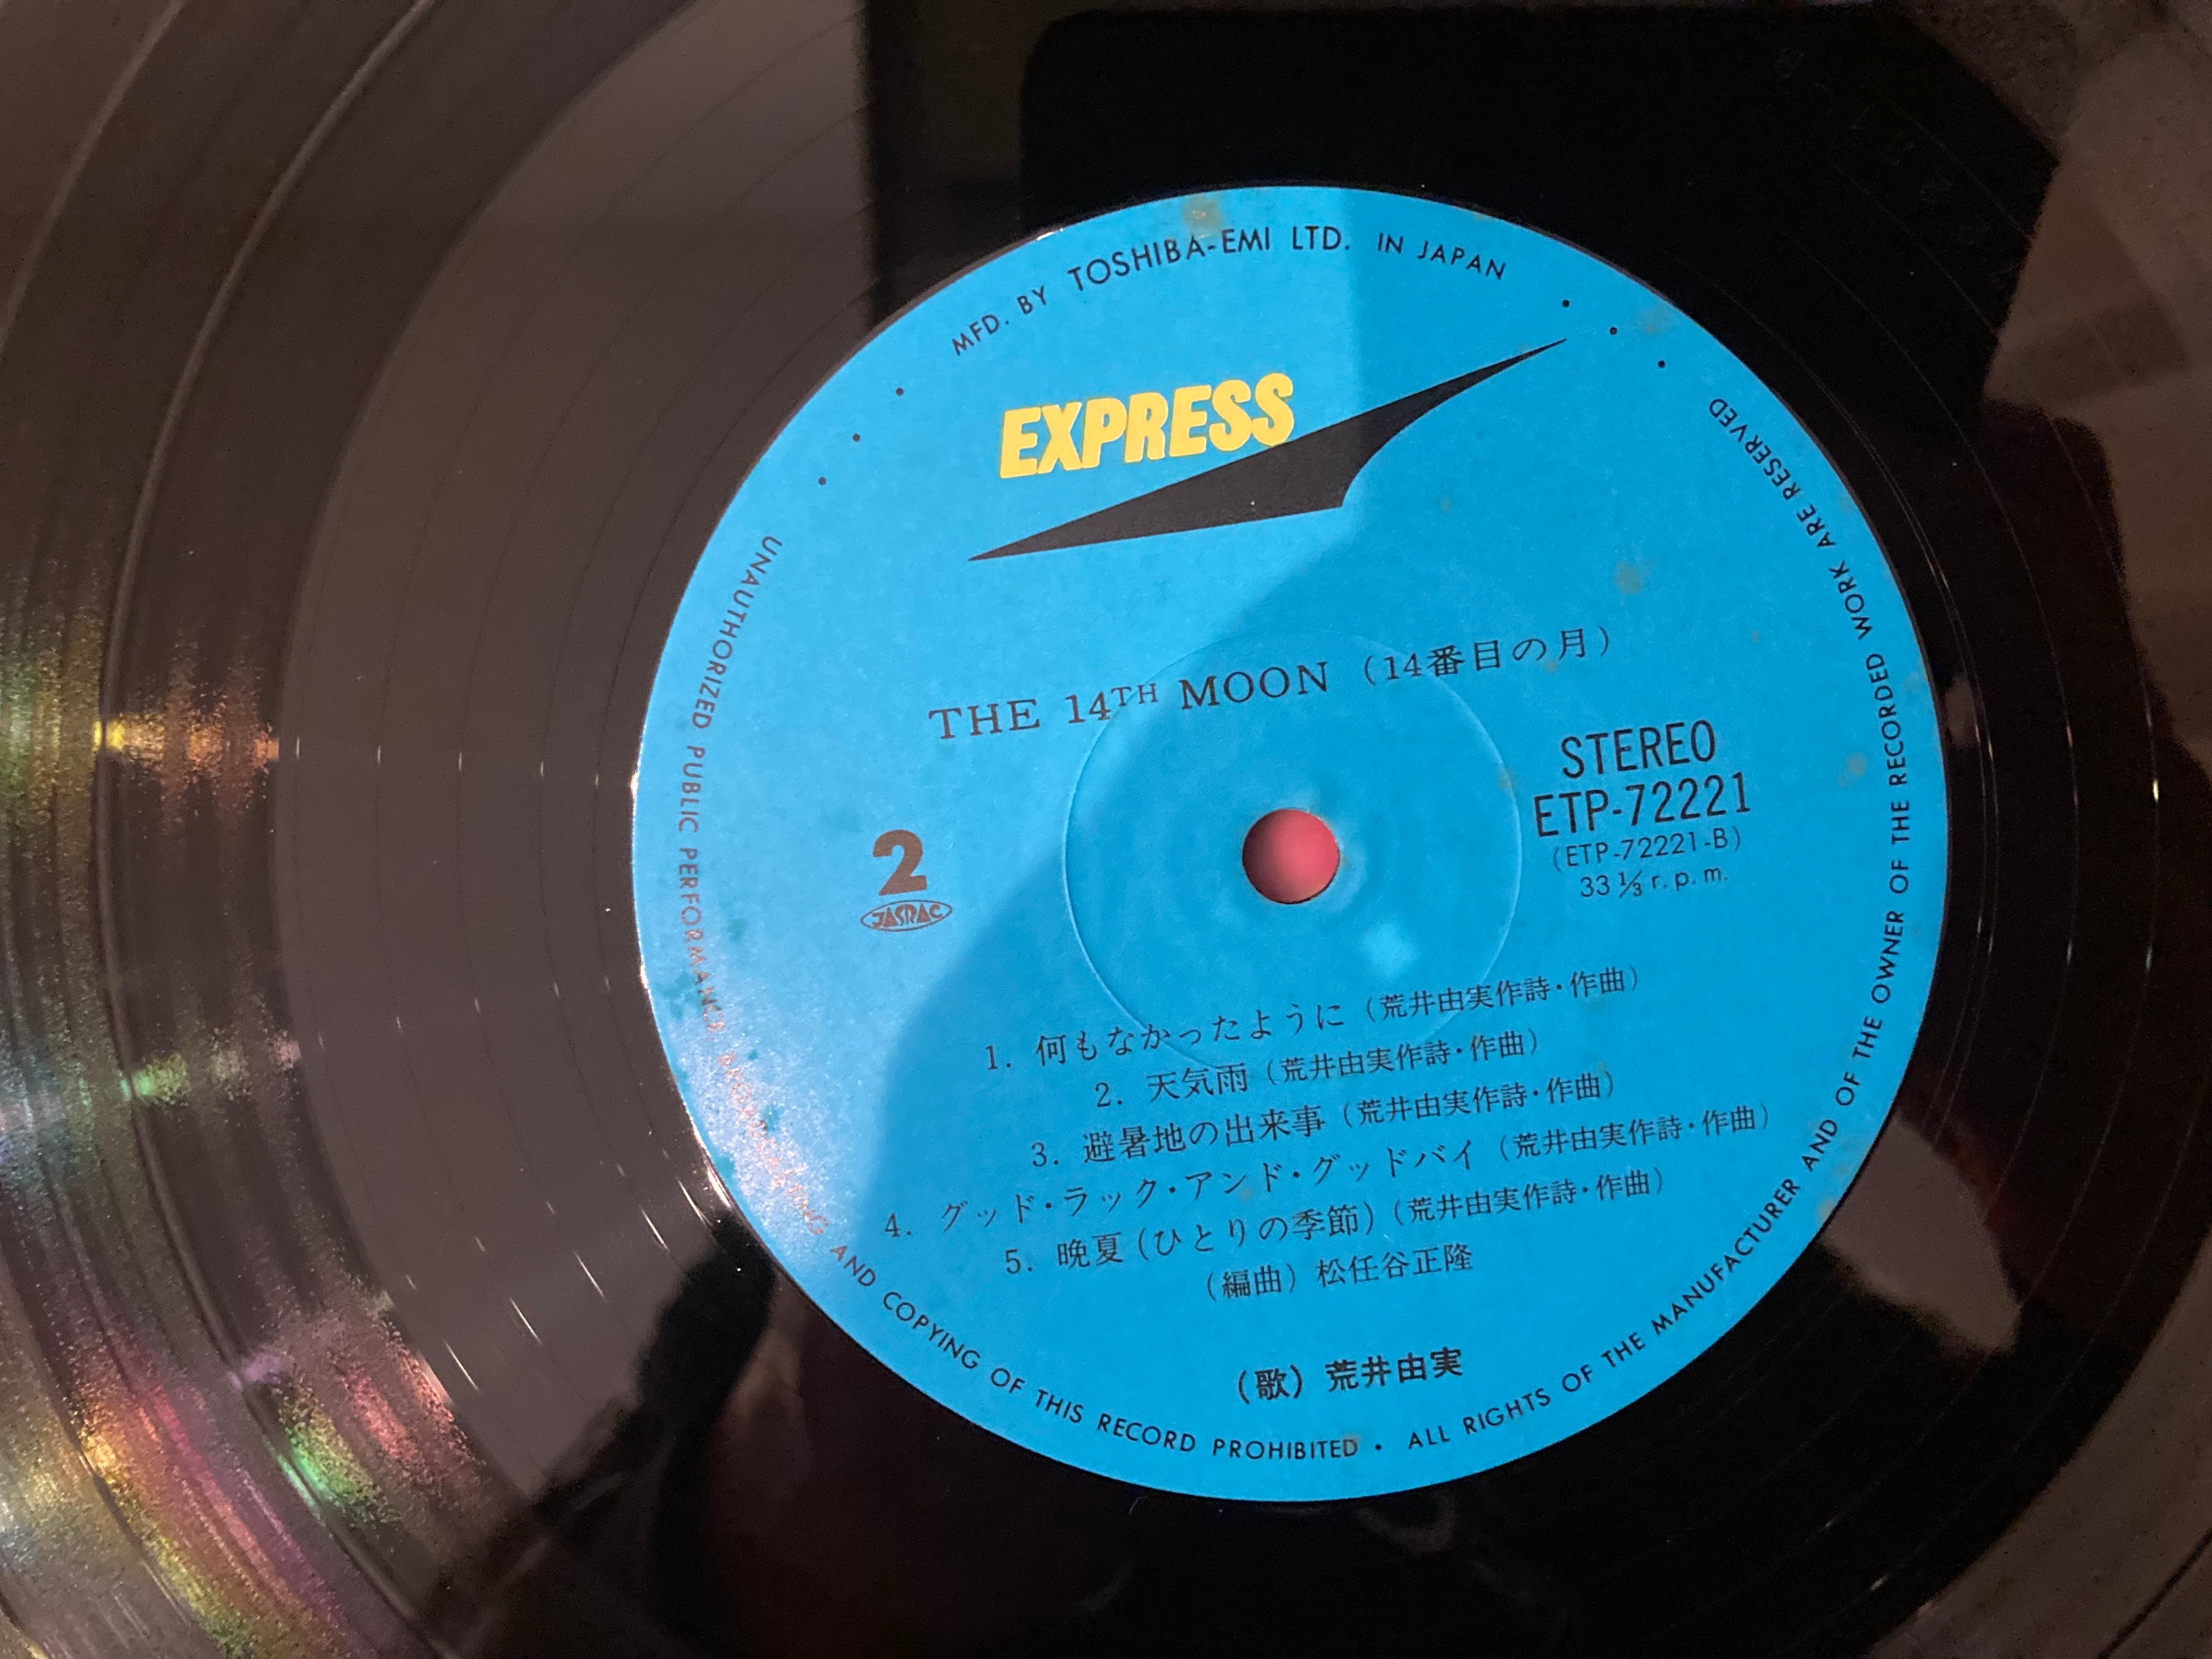 MFD. BY TOSHIBA-EMI LTD. IN JAPAN
EXPRESS
THE 14TH MOON (14番目の月)
STEREO
ETP-72221
(ETP-72221-B)
33 1/3 r.p.m.
2
JASRAC
1. 何もなかったように (荒井由実作詩・作曲)
2. 天気雨 (荒井由実作詩・作曲)
3. 避暑地の出来事 (荒井由実作詩・作曲)
4. グッド・ラック・アンド・グッドバイ (荒井由実作詩・作曲)
5. 晩夏 (ひとりの季節) (荒井由実作詩・作曲)
(編曲) 松任谷正隆
(歌) 荒井由実
UNAUTHORIZED PUBLIC PERFORMANCE, BROADCASTING AND COPYING OF THIS RECORD PROHIBITED • ALL RIGHTS OF THE MANUFACTURER AND OF THE OWNER OF THE RECORDED WORK ARE RESERVED